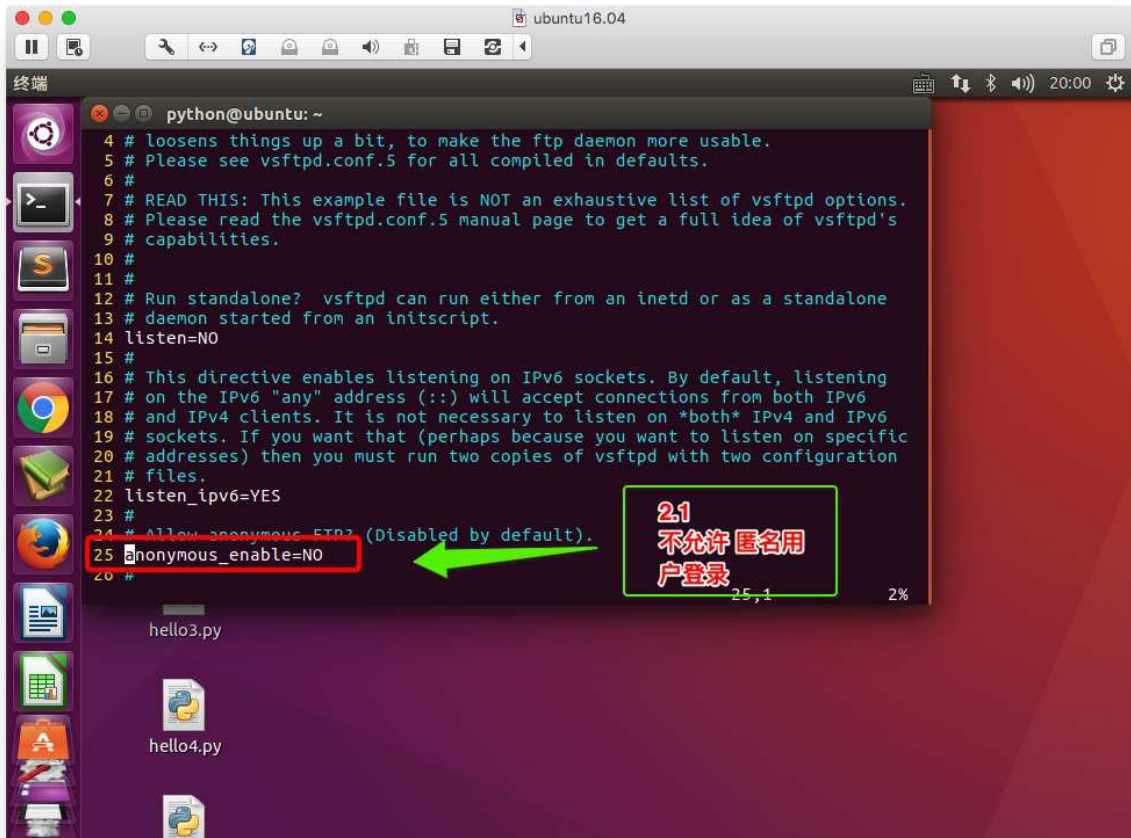 ubuntu16.04
终端
20:00
python@ubuntu: ~
4 # loosens things up a bit, to make the ftp daemon more usable.
5 # Please see vsftpd.conf.5 for all compiled in defaults.
6 #
7 # READ THIS: This example file is NOT an exhaustive list of vsftpd options.
8 # Please read the vsftpd.conf.5 manual page to get a full idea of vsftpd's
9 # capabilities.
10 #
11 #
12 # Run standalone?  vsftpd can run either from an inetd or as a standalone
13 # daemon started from an initscript.
14 listen=NO
15 #
16 # This directive enables listening on IPv6 sockets. By default, listening
17 # on the IPv6 "any" address (::) will accept connections from both IPv6
18 # and IPv4 clients. It is not necessary to listen on *both* IPv4 and IPv6
19 # sockets. If you want that (perhaps because you want to listen on specific
20 # addresses) then you must run two copies of vsftpd with two configuration
21 # files.
22 listen_ipv6=YES
23 #
24 # Allow anonymous FTP? (Disabled by default).
25 anonymous_enable=NO
26 #
25,1 2%
2.1
不允许 匿名用
户登录
hello3.py
hello4.py